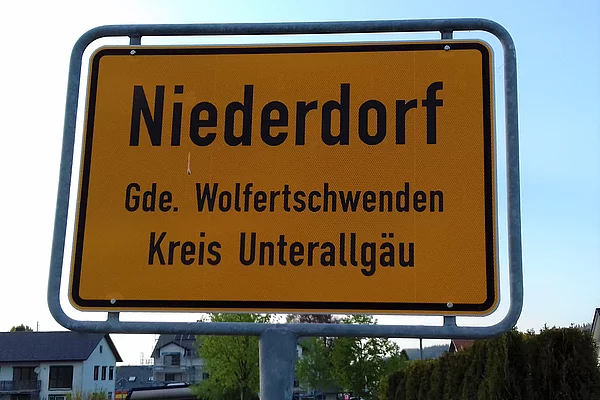 Niederdorf
Gde. Wolfertschwenden
Kreis Unterallgäu